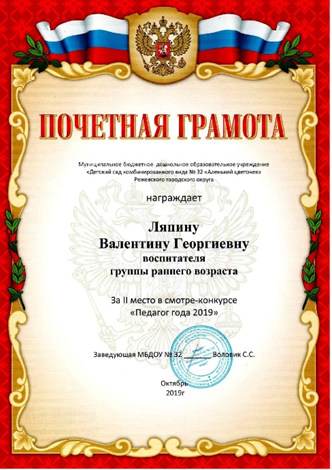 ПОЧЕТНАЯ ГРАМОТА
Муниципальное бюджетное дошкольное образовательное учреждение
«Детский сад комбинированного вида № 32 «Аленький цветочек»
Режевского городского округа
награждает
Ляпину
Валентину Георгиевну
воспитателя
группы раннего возраста
За II место в смотре-конкурсе
«Педагог года 2019»
Заведующая МБДОУ № 32 ______ Воловик С.С.
Октябрь
2019г